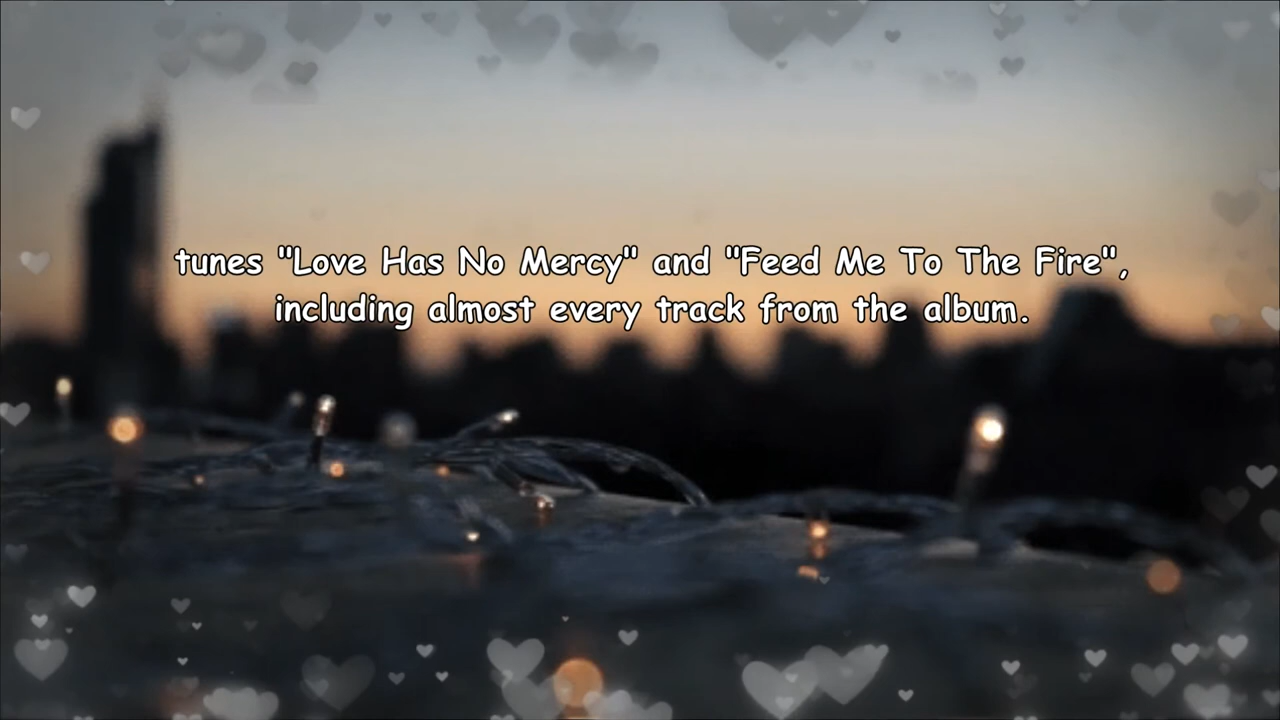 tunes "Love Has No Mercy" and "Feed Me To The Fire",
including almost every track from the album.